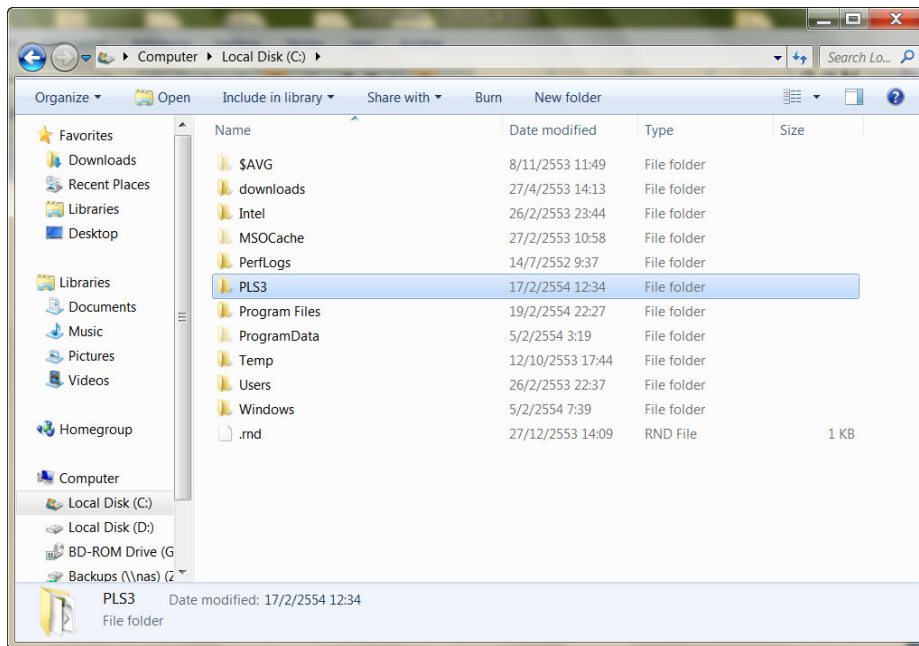 Computer Local Disk (C:) Search Lo...
Organize Open Include in library Share with Burn New folder
Name Date modified Type Size
Favorites
Downloads
Recent Places
Libraries
Desktop
Libraries
Documents
Music
Pictures
Videos
Homegroup
Computer
Local Disk (C:)
Local Disk (D:)
BD-ROM Drive (G
Backups (\\nas) (Z
$AVG 8/11/2553 11:49 File folder
downloads 27/4/2553 14:13 File folder
Intel 26/2/2553 23:44 File folder
MSOCache 27/2/2553 10:58 File folder
PerfLogs 14/7/2552 9:37 File folder
PLS3 17/2/2554 12:34 File folder
Program Files 19/2/2554 22:27 File folder
ProgramData 5/2/2554 3:19 File folder
Temp 12/10/2553 17:44 File folder
Users 26/2/2553 22:37 File folder
Windows 5/2/2554 7:39 File folder
.rnd 27/12/2553 14:09 RND File 1 KB
PLS3 Date modified: 17/2/2554 12:34
File folder